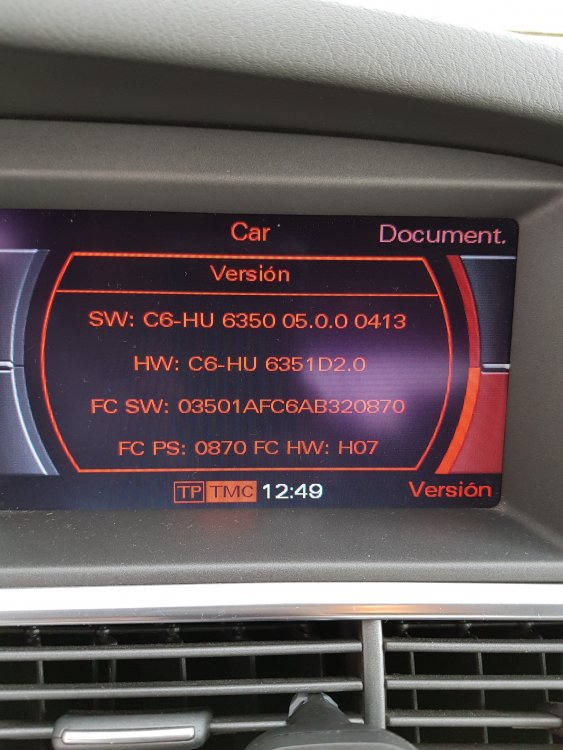 Car
Document.
Versión
SW: C6-HU 6350 05.0.0 0413
HW: C6-HU 6351D2.0
FC SW: 03501AFC6AB320870
FC PS: 0870 FC HW: H07
TP TMC 12:49
Versión